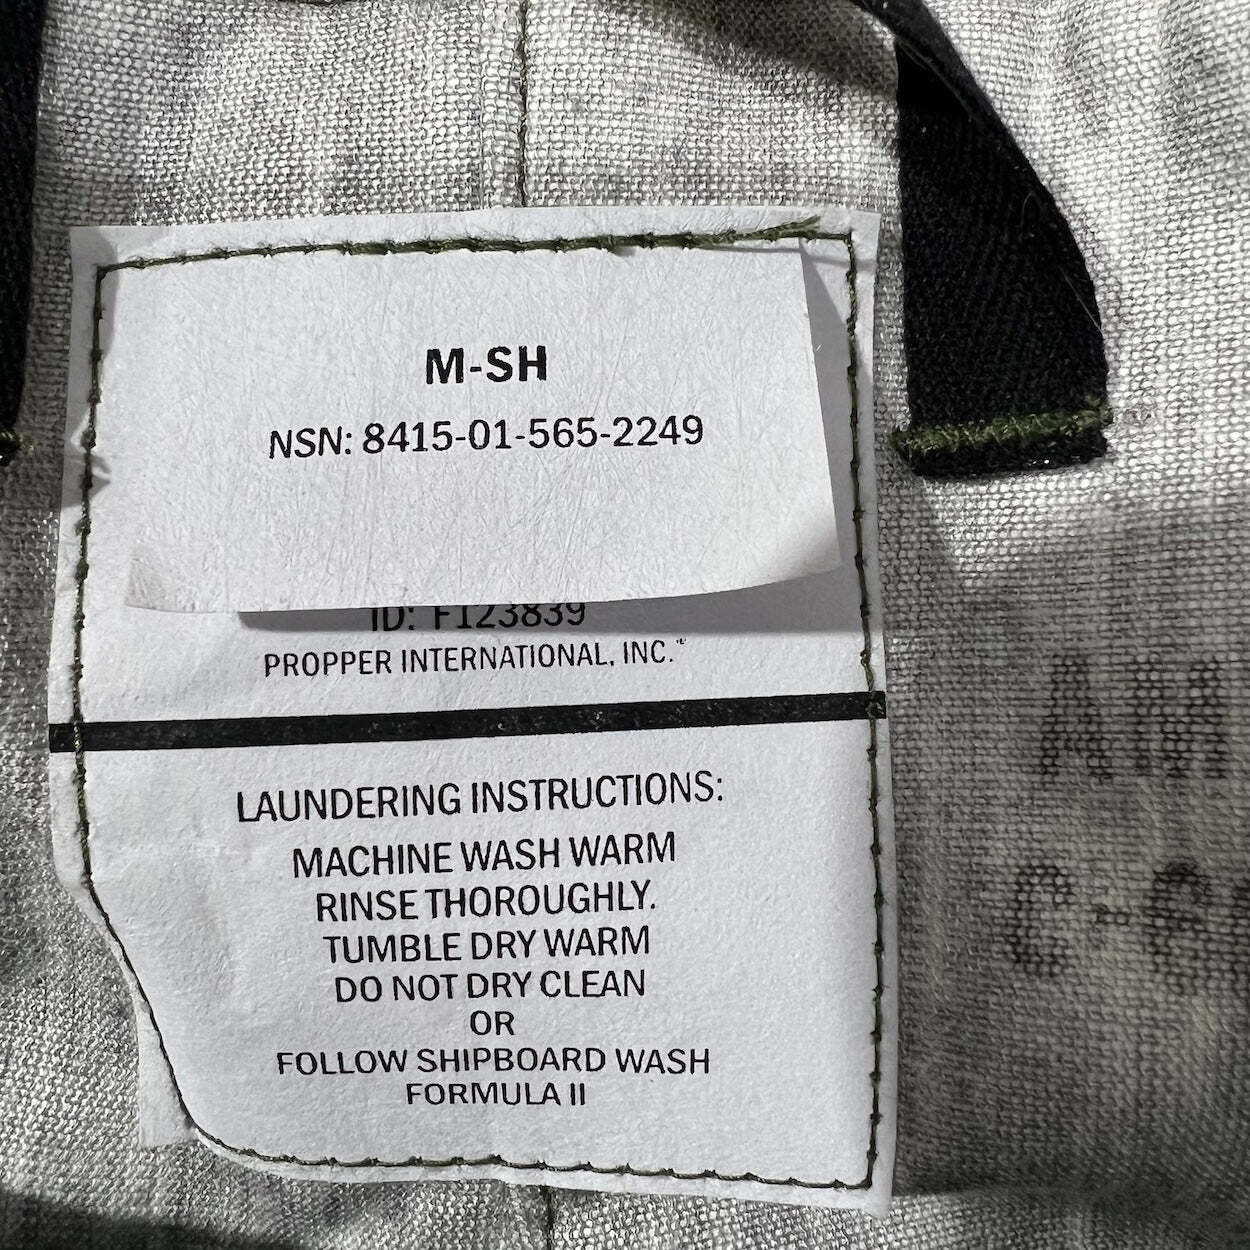 M-SH
NSN: 8415-01-565-2249
ID: F123839
PROPPER INTERNATIONAL, INC.
LAUNDERING INSTRUCTIONS:
MACHINE WASH WARM
RINSE THOROUGHLY.
TUMBLE DRY WARM
DO NOT DRY CLEAN
OR
FOLLOW SHIPBOARD WASH
FORMULA II